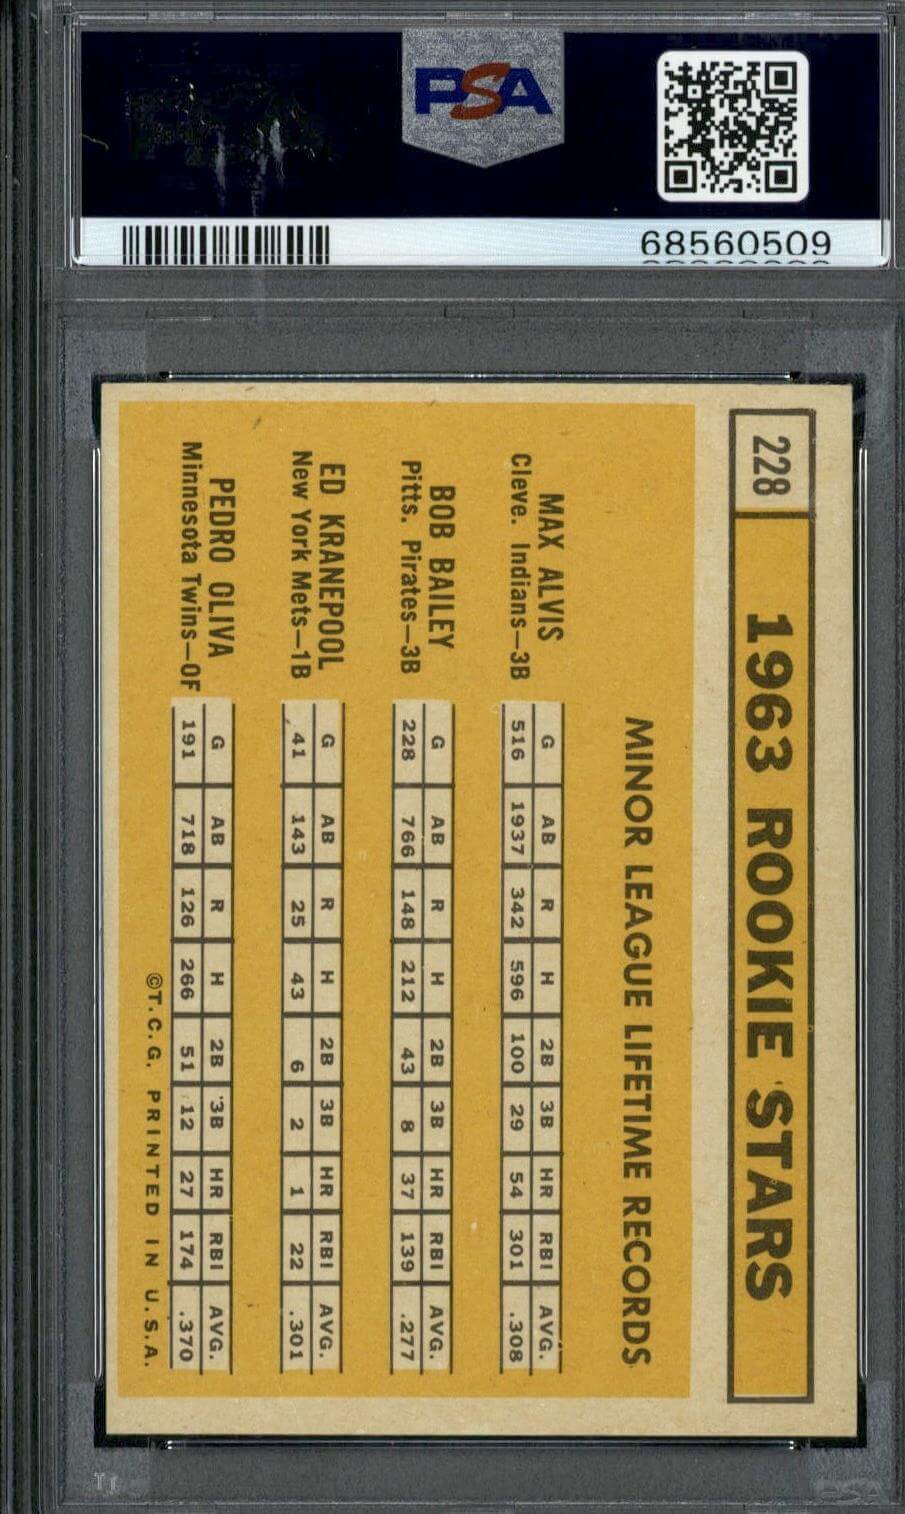 PSA
68560509
228
1963 ROOKIE STARS
MINOR LEAGUE LIFETIME RECORDS
MAX ALVIS
Cleve. Indians—3B
G AB R H 2B 3B HR RBI AVG.
516 1937 342 596 100 29 54 301 .308
BOB BAILEY
Pitts. Pirates—3B
G AB R H 2B 3B HR RBI AVG.
228 766 148 212 43 8 37 139 .277
ED KRANEPOOL
New York Mets—1B
G AB R H 2B 3B HR RBI AVG.
41 143 25 43 6 2 1 22 .301
PEDRO OLIVA
Minnesota Twins—OF
G AB R H 2B 3B HR RBI AVG.
191 718 126 266 51 12 27 174 .370
©T.C.G. PRINTED IN U.S.A.